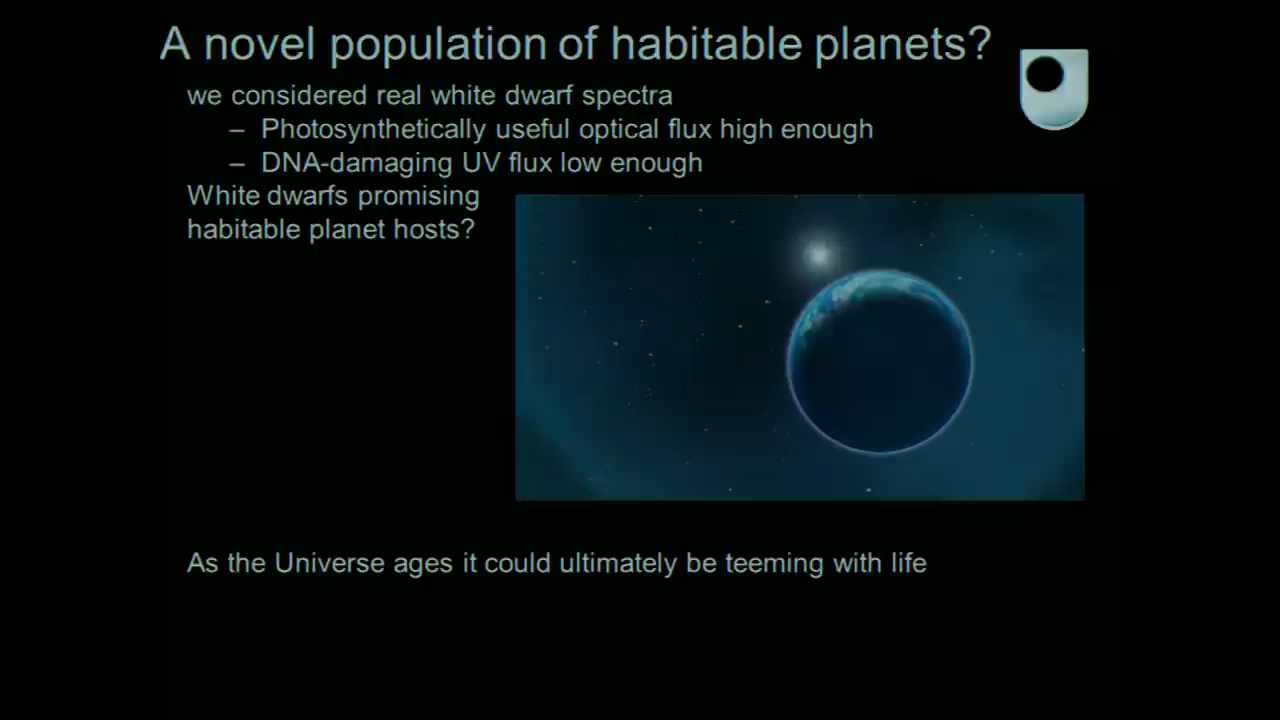 A novel population of habitable planets?
we considered real white dwarf spectra
– Photosynthetically useful optical flux high enough
– DNA-damaging UV flux low enough
White dwarfs promising
habitable planet hosts?
As the Universe ages it could ultimately be teeming with life